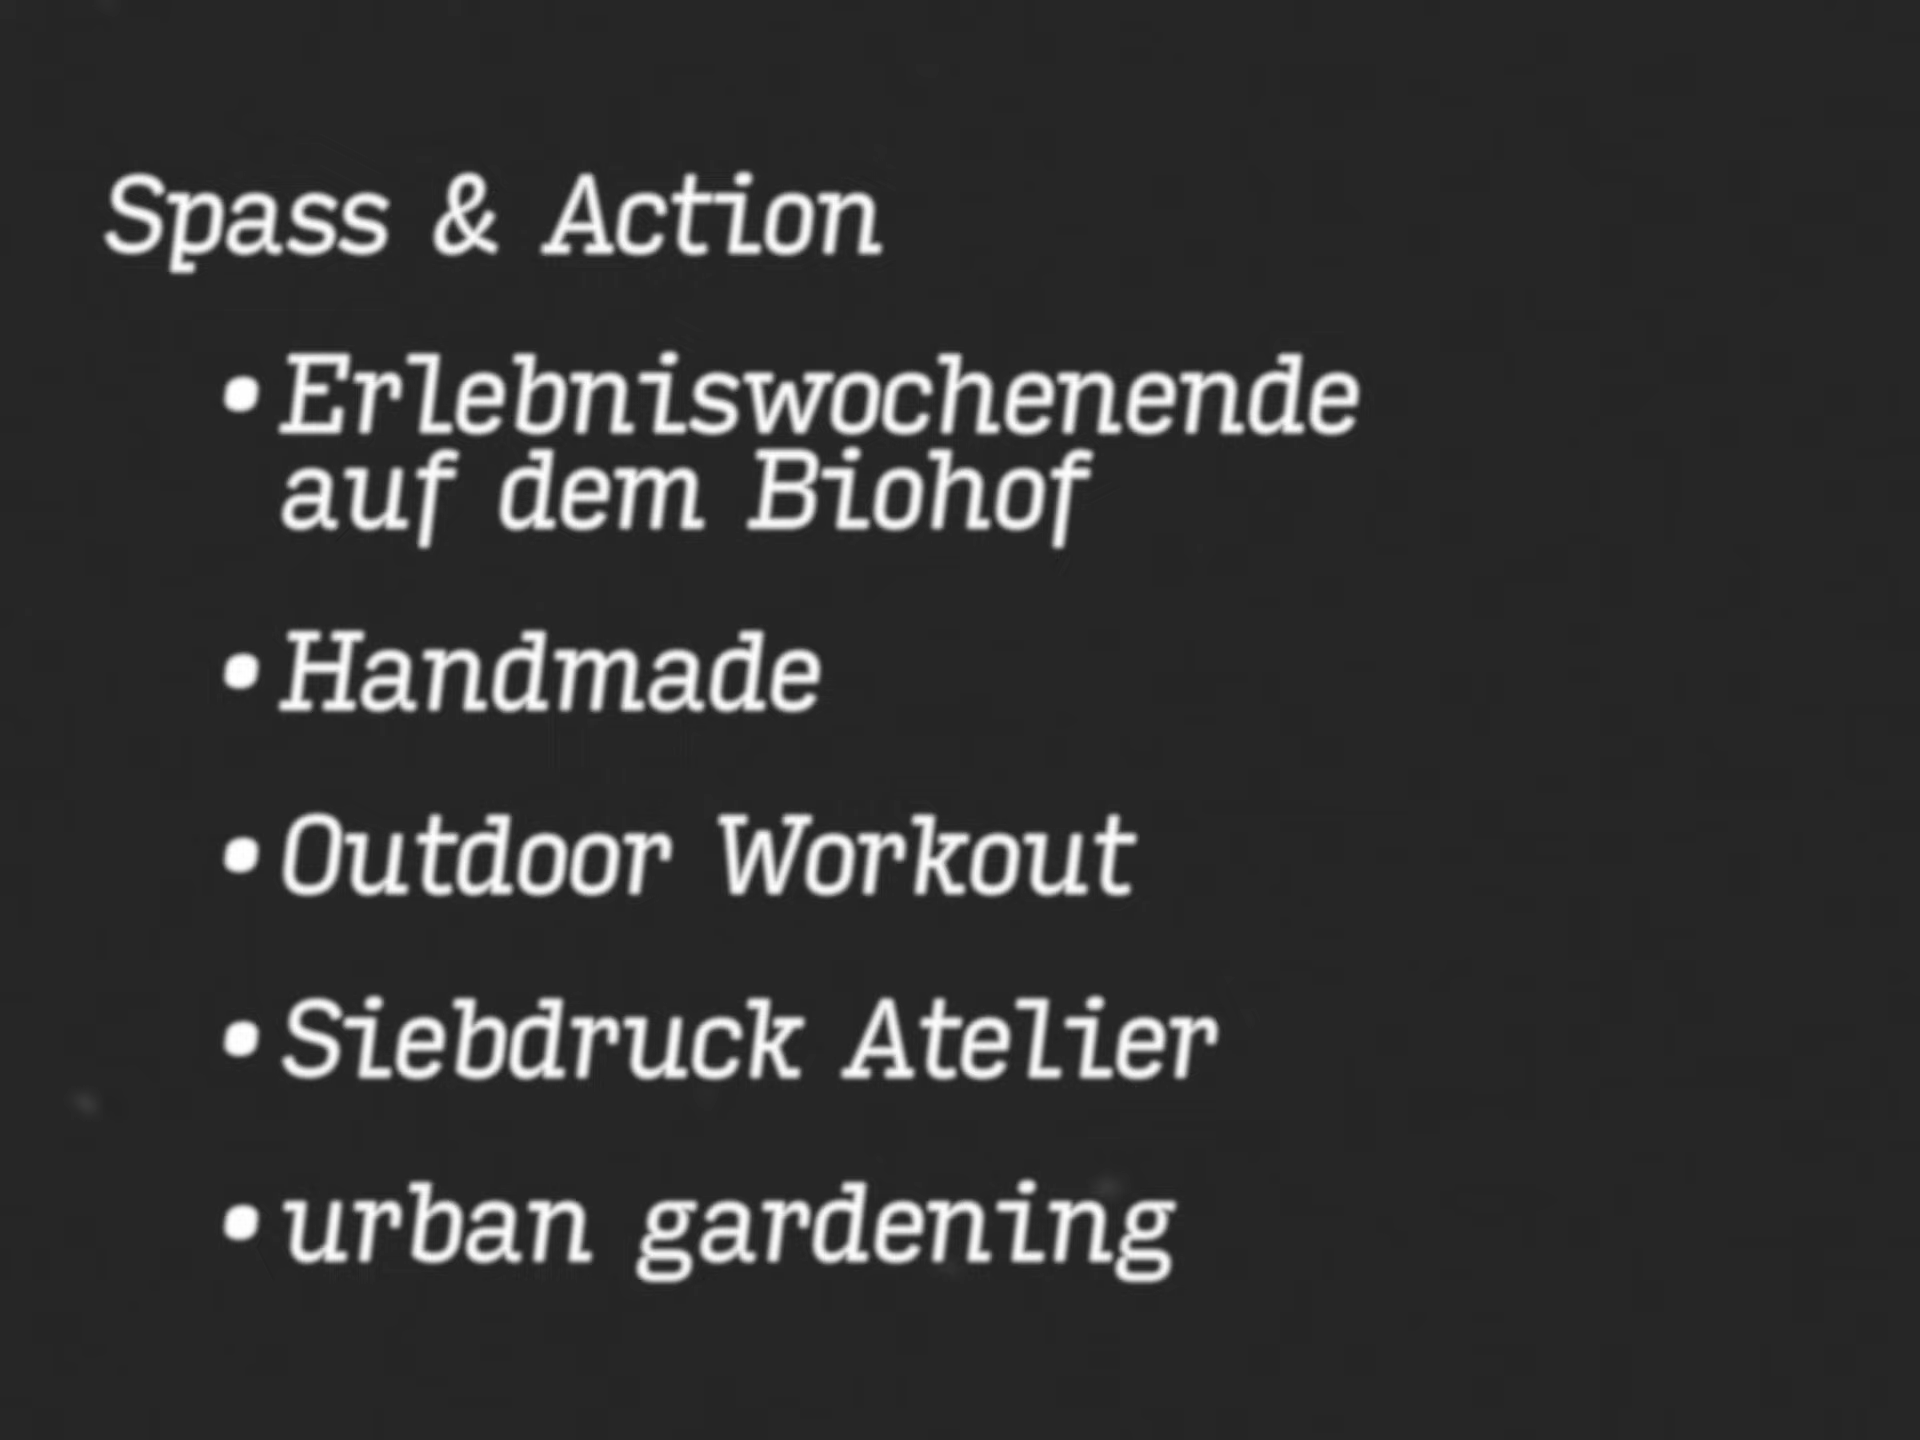 Spass & Action
• Erlebniswochenende
auf dem Biohof
• Handmade
• Outdoor Workout
• Siebdruck Atelier
• urban gardening